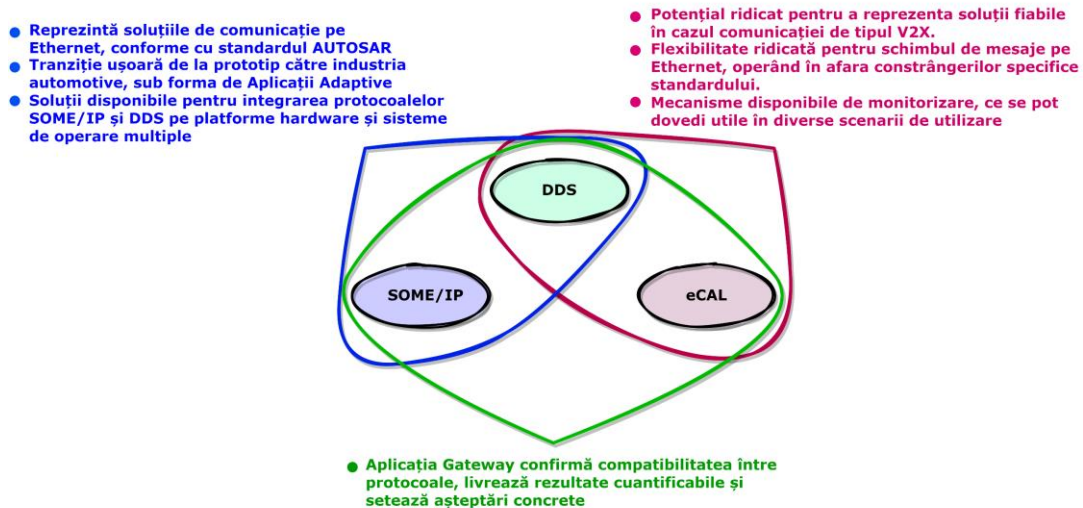 Reprezintă soluțiile de comunicație pe
Ethernet, conforme cu standardul AUTOSAR
Tranziție ușoară de la prototip către industria
automotive, sub forma de Aplicații Adaptive
Soluții disponibile pentru integrarea protocoalelor
SOME/IP și DDS pe platforme hardware și sisteme
de operare multiple
Potențial ridicat pentru a reprezenta soluții fiabile
în cazul comunicației de tipul V2X.
Flexibilitate ridicată pentru schimbul de mesaje pe
Ethernet, operând în afara constrângerilor specifice
standardului.
Mecanisme disponibile de monitorizare, ce se pot
dovedi utile în diverse scenarii de utilizare
DDS
SOME/IP
eCAL
Aplicația Gateway confirmă compatibilitatea între
protocoale, livrează rezultate cuantificabile și
setează așteptări concrete